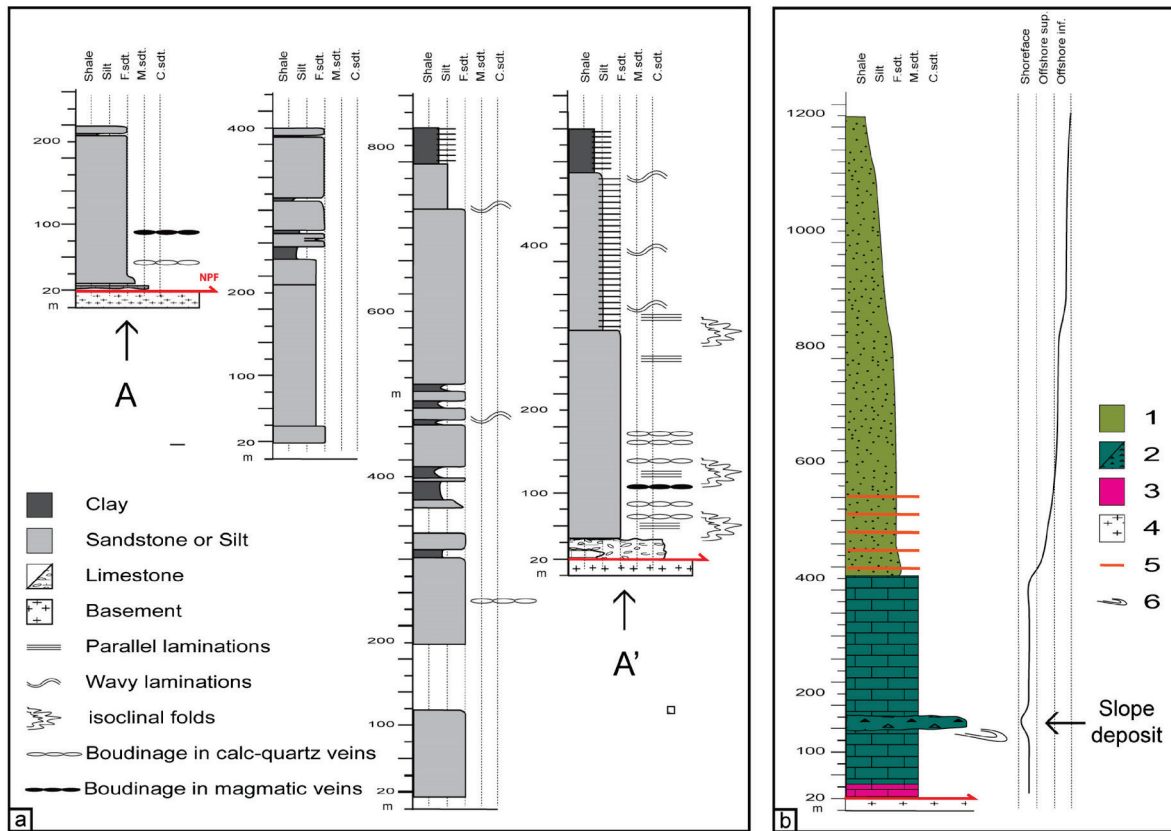 Shale
Silt
F.sdt.
M.sdt.
C.sdt.
200
100
20
m
NPF
A
Shale
Silt
F.sdt.
M.sdt.
C.sdt.
400
200
100
20
m
Shale
Silt
F.sdt.
M.sdt.
C.sdt.
800
600
m
400
200
100
20
m
Shale
Silt
F.sdt.
M.sdt.
C.sdt.
400
200
100
20
m
A'
Clay
Sandstone or Silt
Limestone
Basement
Parallel laminations
Wavy laminations
isoclinal folds
Boudinage in calc-quartz veins
Boudinage in magmatic veins
a
Shale
Silt
F.sdt.
M.sdt.
C.sdt.
Shoreface
Offshore sup.
Offshore inf.
1200
1000
800
600
400
200
100
20
m
Slope
deposit
1
2
3
4
5
6
b